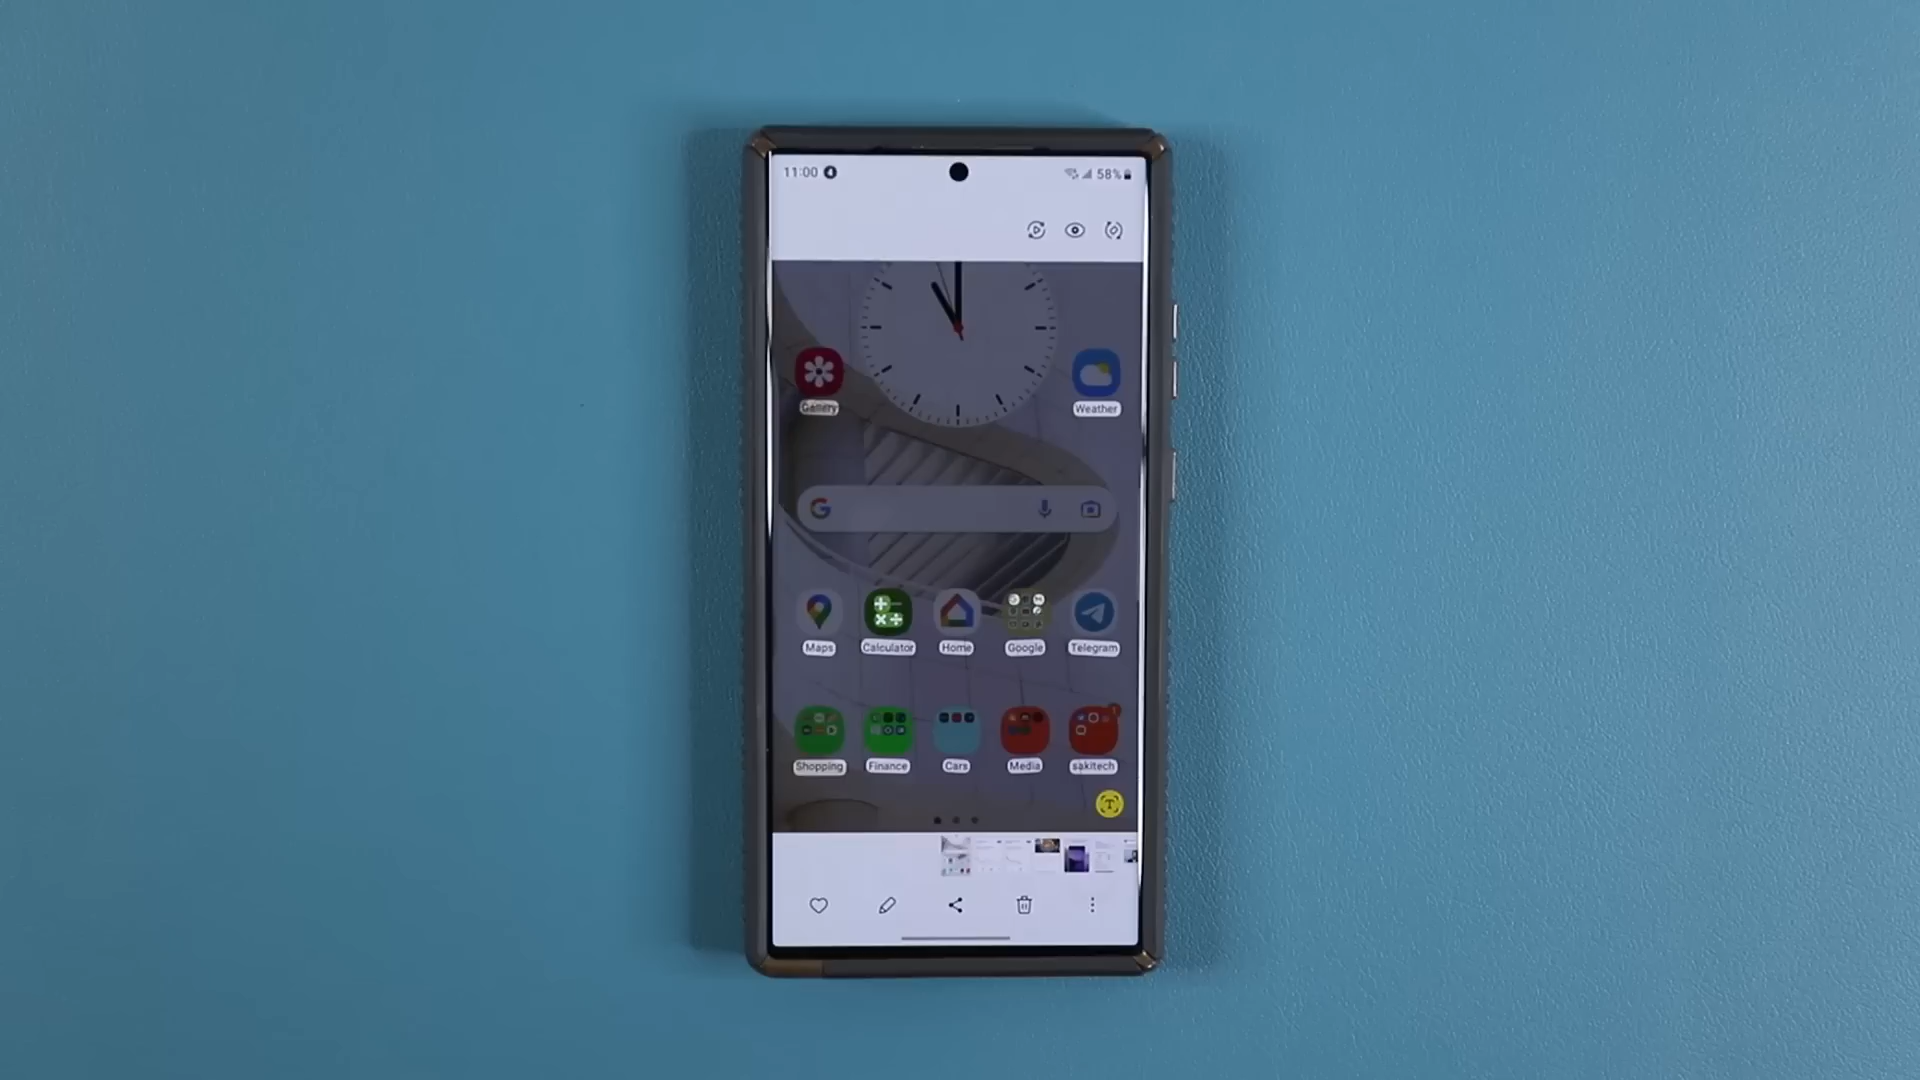 11:00 58%
Gallery Weather
Maps Calculator Home Google Telegram
Shopping Finance Cars Media sakitech
T